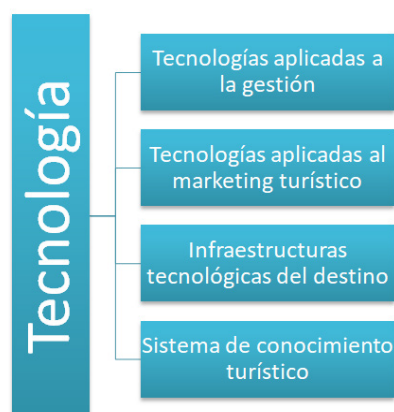 Tecnología
Tecnologías aplicadas a
la gestión
Tecnologías aplicadas al
marketing turístico
Infraestructuras
tecnológicas del destino
Sistema de conocimiento
turístico